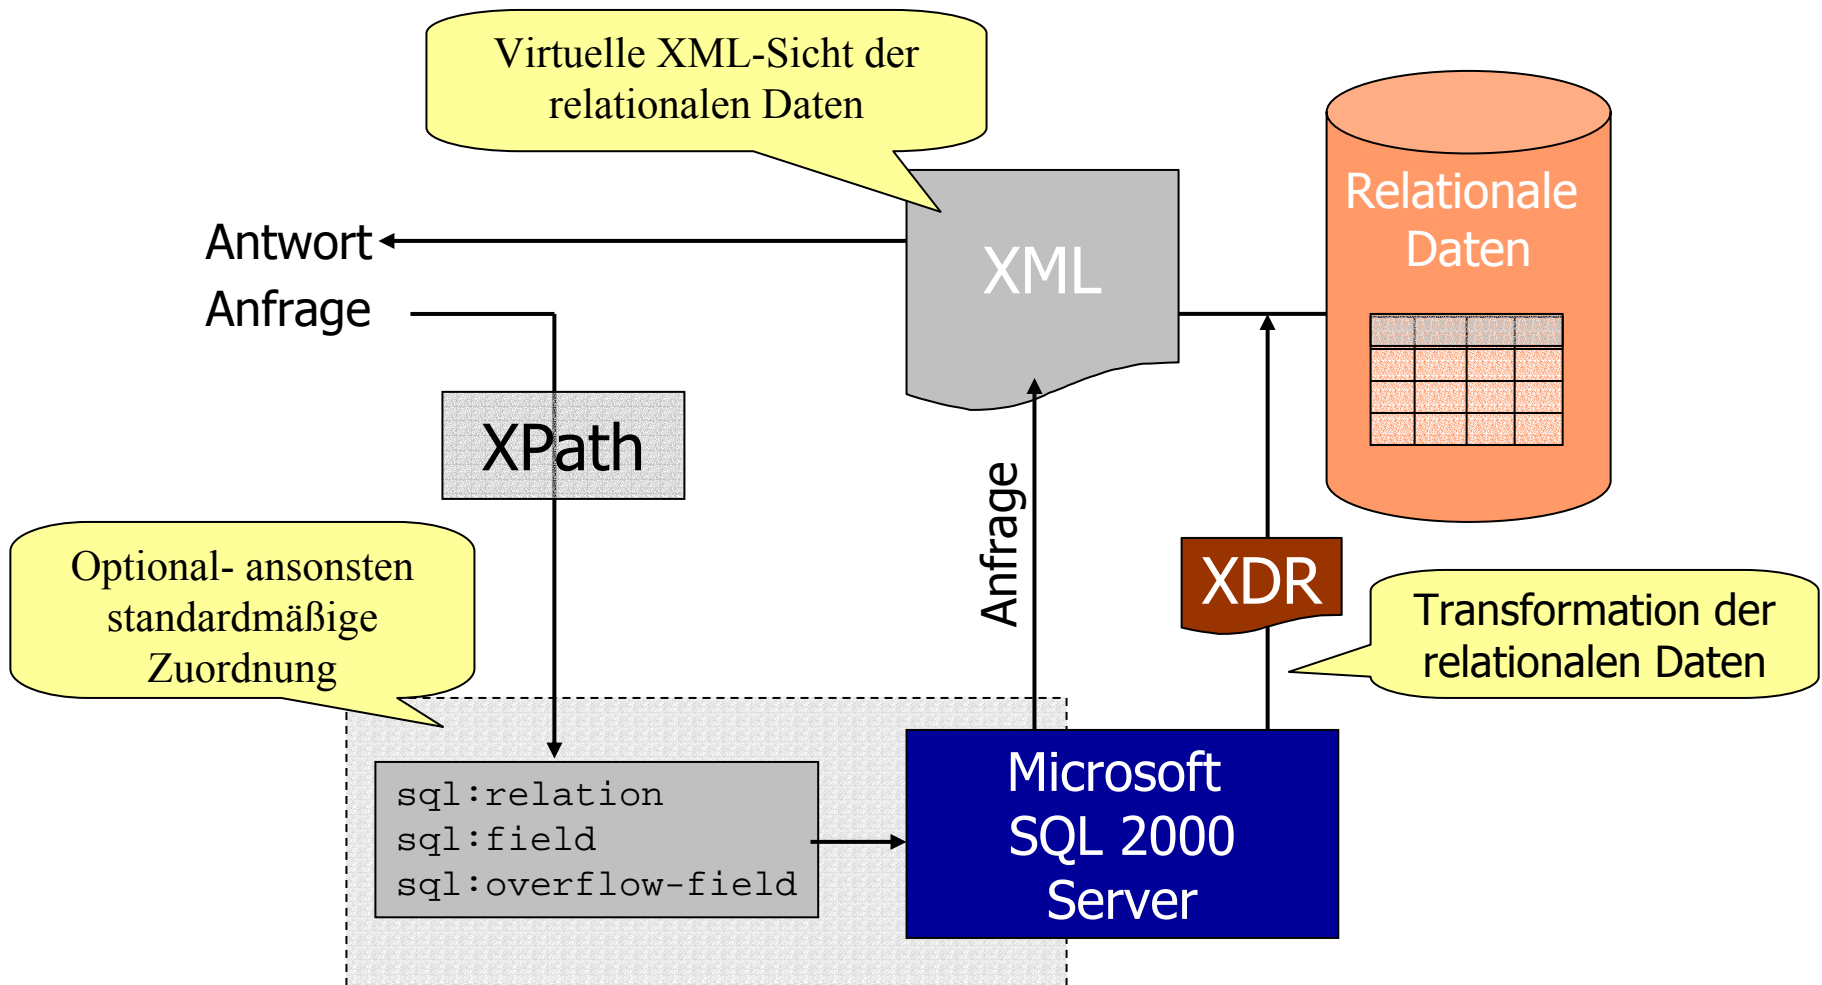 Virtuelle XML-Sicht der
relationalen Daten
Relationale
Daten
Antwort
XML
Anfrage
XPath
Anfrage
Optional- ansonsten
standardmäßige
Zuordnung
XDR
Transformation der
relationalen Daten
sql:relation
sql:field
sql:overflow-field
Microsoft
SQL 2000
Server